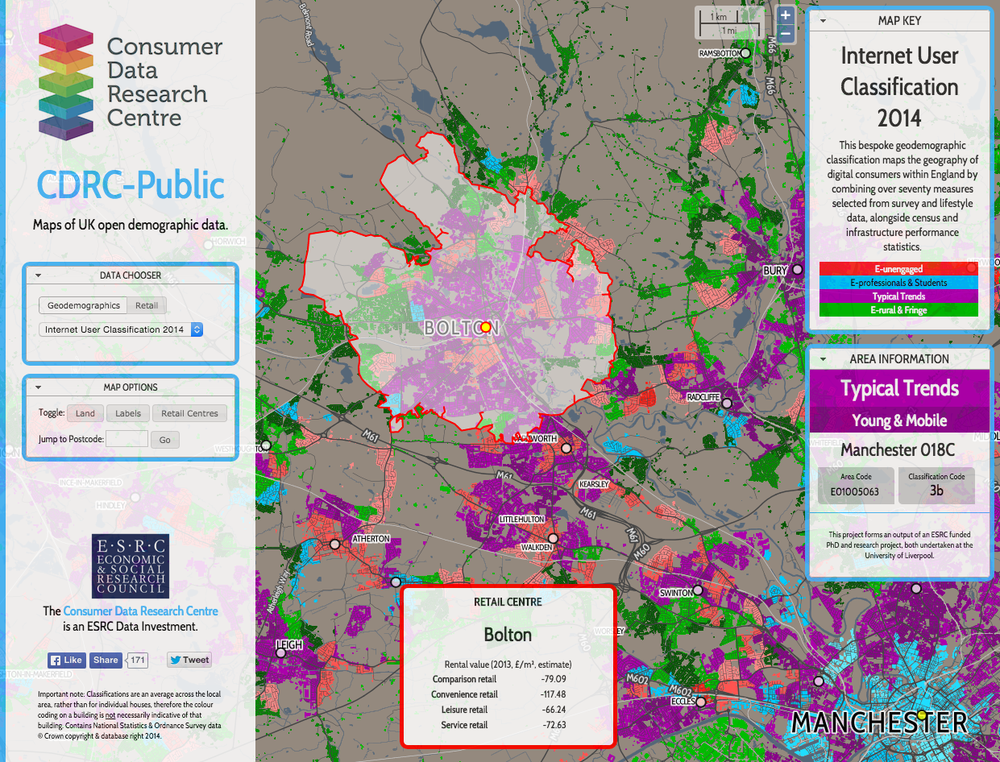 Consumer
Data
Research
Centre
CDRC-Public
Maps of UK open demographic data.
DATA CHOOSER
Geodemographics
Retail
Internet User Classification 2014
MAP OPTIONS
Toggle:
Land
Labels
Retail Centres
Jump to Postcode:
Go
E·S·R·C
ECONOMIC
& SOCIAL
RESEARCH
COUNCIL
The Consumer Data Research Centre
is an ESRC Data Investment.
Like
Share
171
Tweet
Important note: Classifications are an average across the local
area, rather than for individual houses, therefore the colour
coding on a building is not necessarily indicative of that
building. Contains National Statistics & Ordnance Survey data
© Crown copyright & database right 2014.
HORWICH
INCE-IN-MAKERFIELD
HINDLEY
Belmont Road
1 km
1 mi
+
−
M66
M66
RAMSBOTTOM
BURY
BOLTON
RADCLIFFE
M61
M61
KEARSLEY
M61
M61
M60
LITTLEHULTON
WALKDEN
ATHERTON
Atherleigh Way
LEIGH
SWINTON
M60
M602
M602
ECCLES
MANCHESTER
WHITEFIELD
MAP KEY
Internet User
Classification
2014
This bespoke geodemographic
classification maps the geography of
digital consumers within England by
combining over seventy measures
selected from survey and lifestyle
data, alongside census and
infrastructure performance
statistics.
E-unengaged
E-professionals & Students
Typical Trends
E-rural & Fringe
AREA INFORMATION
Typical Trends
Young & Mobile
Manchester 018C
Area Code
E01005063
Classification Code
3b
This project forms an output of an ESRC funded
PhD and research project, both undertaken at the
University of Liverpool.
RETAIL CENTRE
Bolton
Rental value (2013, £/m², estimate)
Comparison retail -79.09
Convenience retail -117.48
Leisure retail -66.24
Service retail -72.63